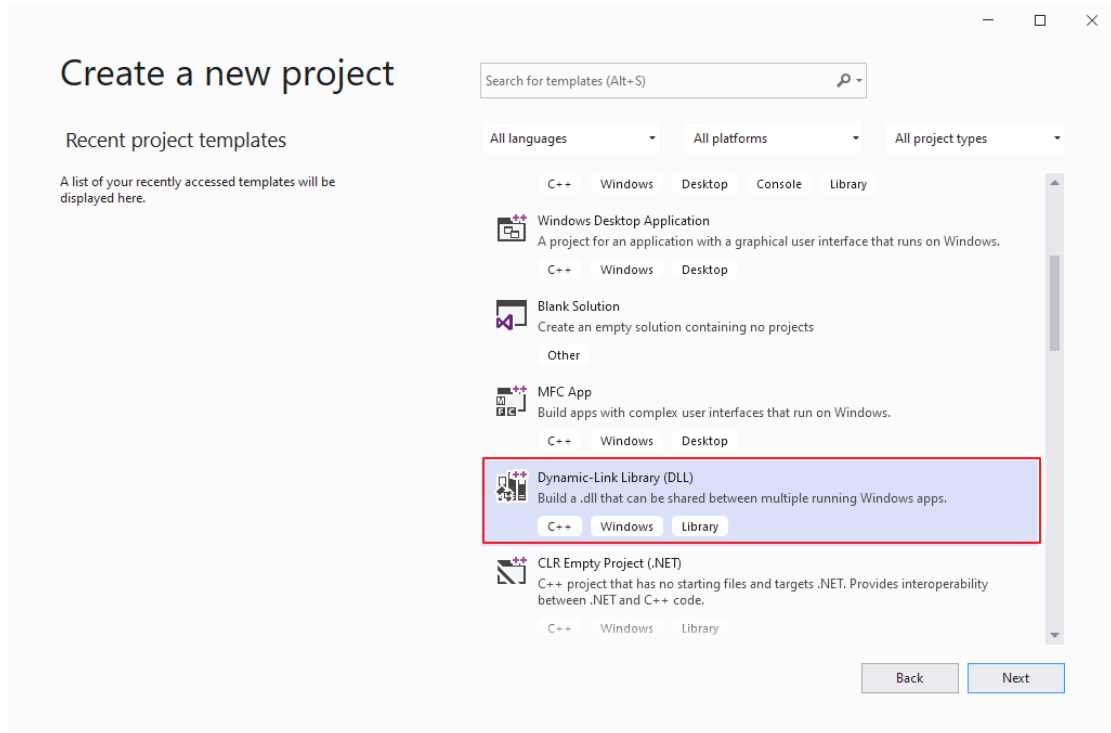 Create a new project
Search for templates (Alt+S)
Recent project templates
All languages
All platforms
All project types
A list of your recently accessed templates will be
displayed here.
C++ Windows Desktop Console Library
Windows Desktop Application
A project for an application with a graphical user interface that runs on Windows.
C++ Windows Desktop
Blank Solution
Create an empty solution containing no projects
Other
MFC App
Build apps with complex user interfaces that run on Windows.
C++ Windows Desktop
Dynamic-Link Library (DLL)
Build a .dll that can be shared between multiple running Windows apps.
C++ Windows Library
CLR Empty Project (.NET)
C++ project that has no starting files and targets .NET. Provides interoperability
between .NET and C++ code.
C++ Windows Library
Back
Next